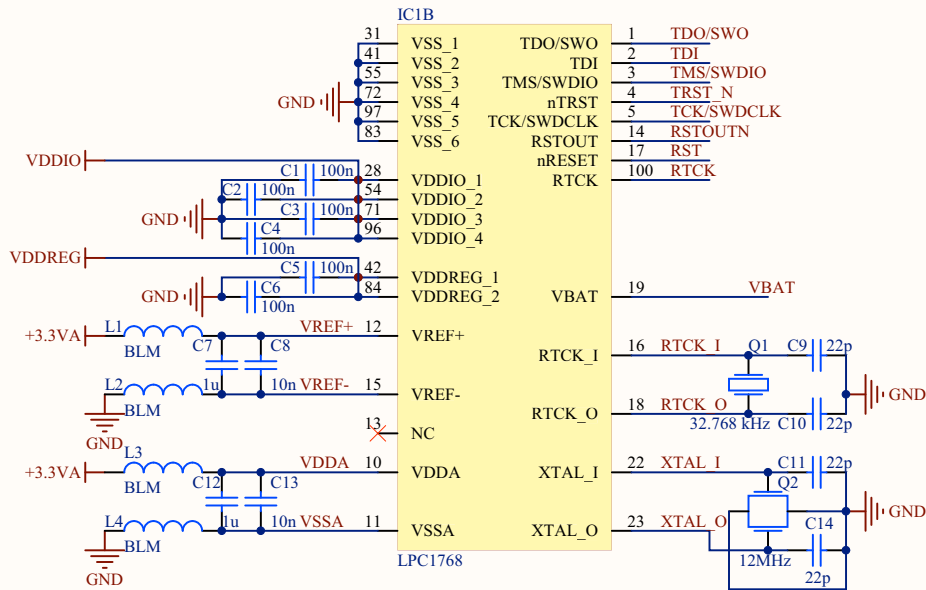 IC1B
31 VSS_1 TDO/SWO 1 TDO/SWO
41 VSS_2 TDI 2 TDI
55 VSS_3 TMS/SWDIO 3 TMS/SWDIO
GND 72 VSS_4 nTRST 4 TRST_N
97 VSS_5 TCK/SWDCLK 5 TCK/SWDCLK
83 VSS_6 RSTOUT 14 RSTOUTN
VDDIO nRESET 17 RST
C1 100n 28 VDDIO_1 RTCK 100 RTCK
C2 100n 54 VDDIO_2
GND C3 100n 71 VDDIO_3
C4 100n 96 VDDIO_4
VDDREG
C5 100n 42 VDDREG_1
GND C6 100n 84 VDDREG_2 VBAT 19 VBAT
+3.3VA L1 BLM C7 C8 VREF+ 12 VREF+
RTCK_I 16 RTCK_I Q1 C9 22p
L2 BLM 1u 10n VREF- 15 VREF-
GND
GND
RTCK_O 18 RTCK_O 32.768 kHz C10 22p
13 NC
+3.3VA L3 BLM C12 C13 VDDA 10 VDDA XTAL_I 22 XTAL_I C11 22p
Q2 GND
L4 BLM 1u 10n VSSA 11 VSSA XTAL_O 23 XTAL_O C14
GND
LPC1768 12MHz 22p